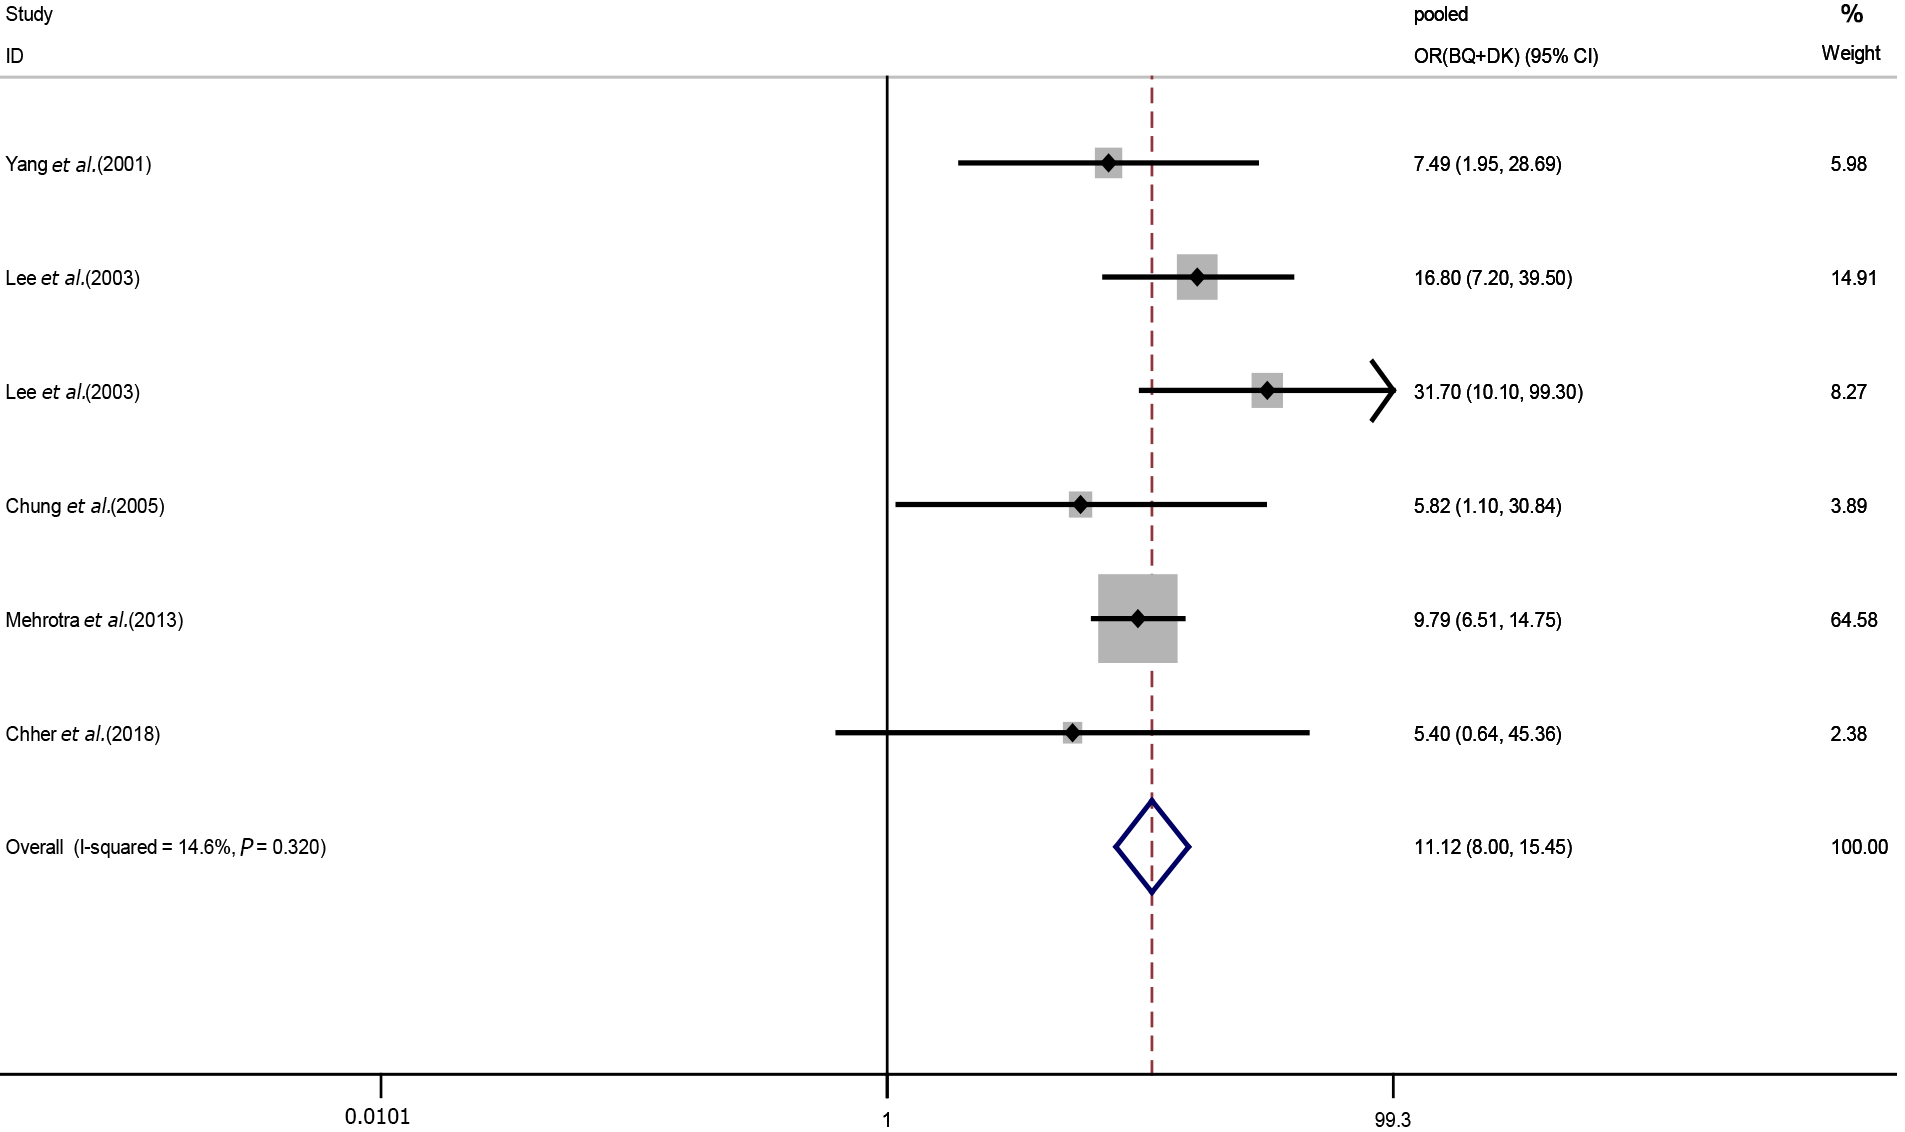 Study pooled %
ID OR(BQ+DK) (95% CI) Weight
Yang et al.(2001) 7.49 (1.95, 28.69) 5.98
Lee et al.(2003) 16.80 (7.20, 39.50) 14.91
Lee et al.(2003) 31.70 (10.10, 99.30) 8.27
Chung et al.(2005) 5.82 (1.10, 30.84) 3.89
Mehrotra et al.(2013) 9.79 (6.51, 14.75) 64.58
Chher et al.(2018) 5.40 (0.64, 45.36) 2.38
Overall (I-squared = 14.6%, P = 0.320) 11.12 (8.00, 15.45) 100.00
0.0101 1 99.3